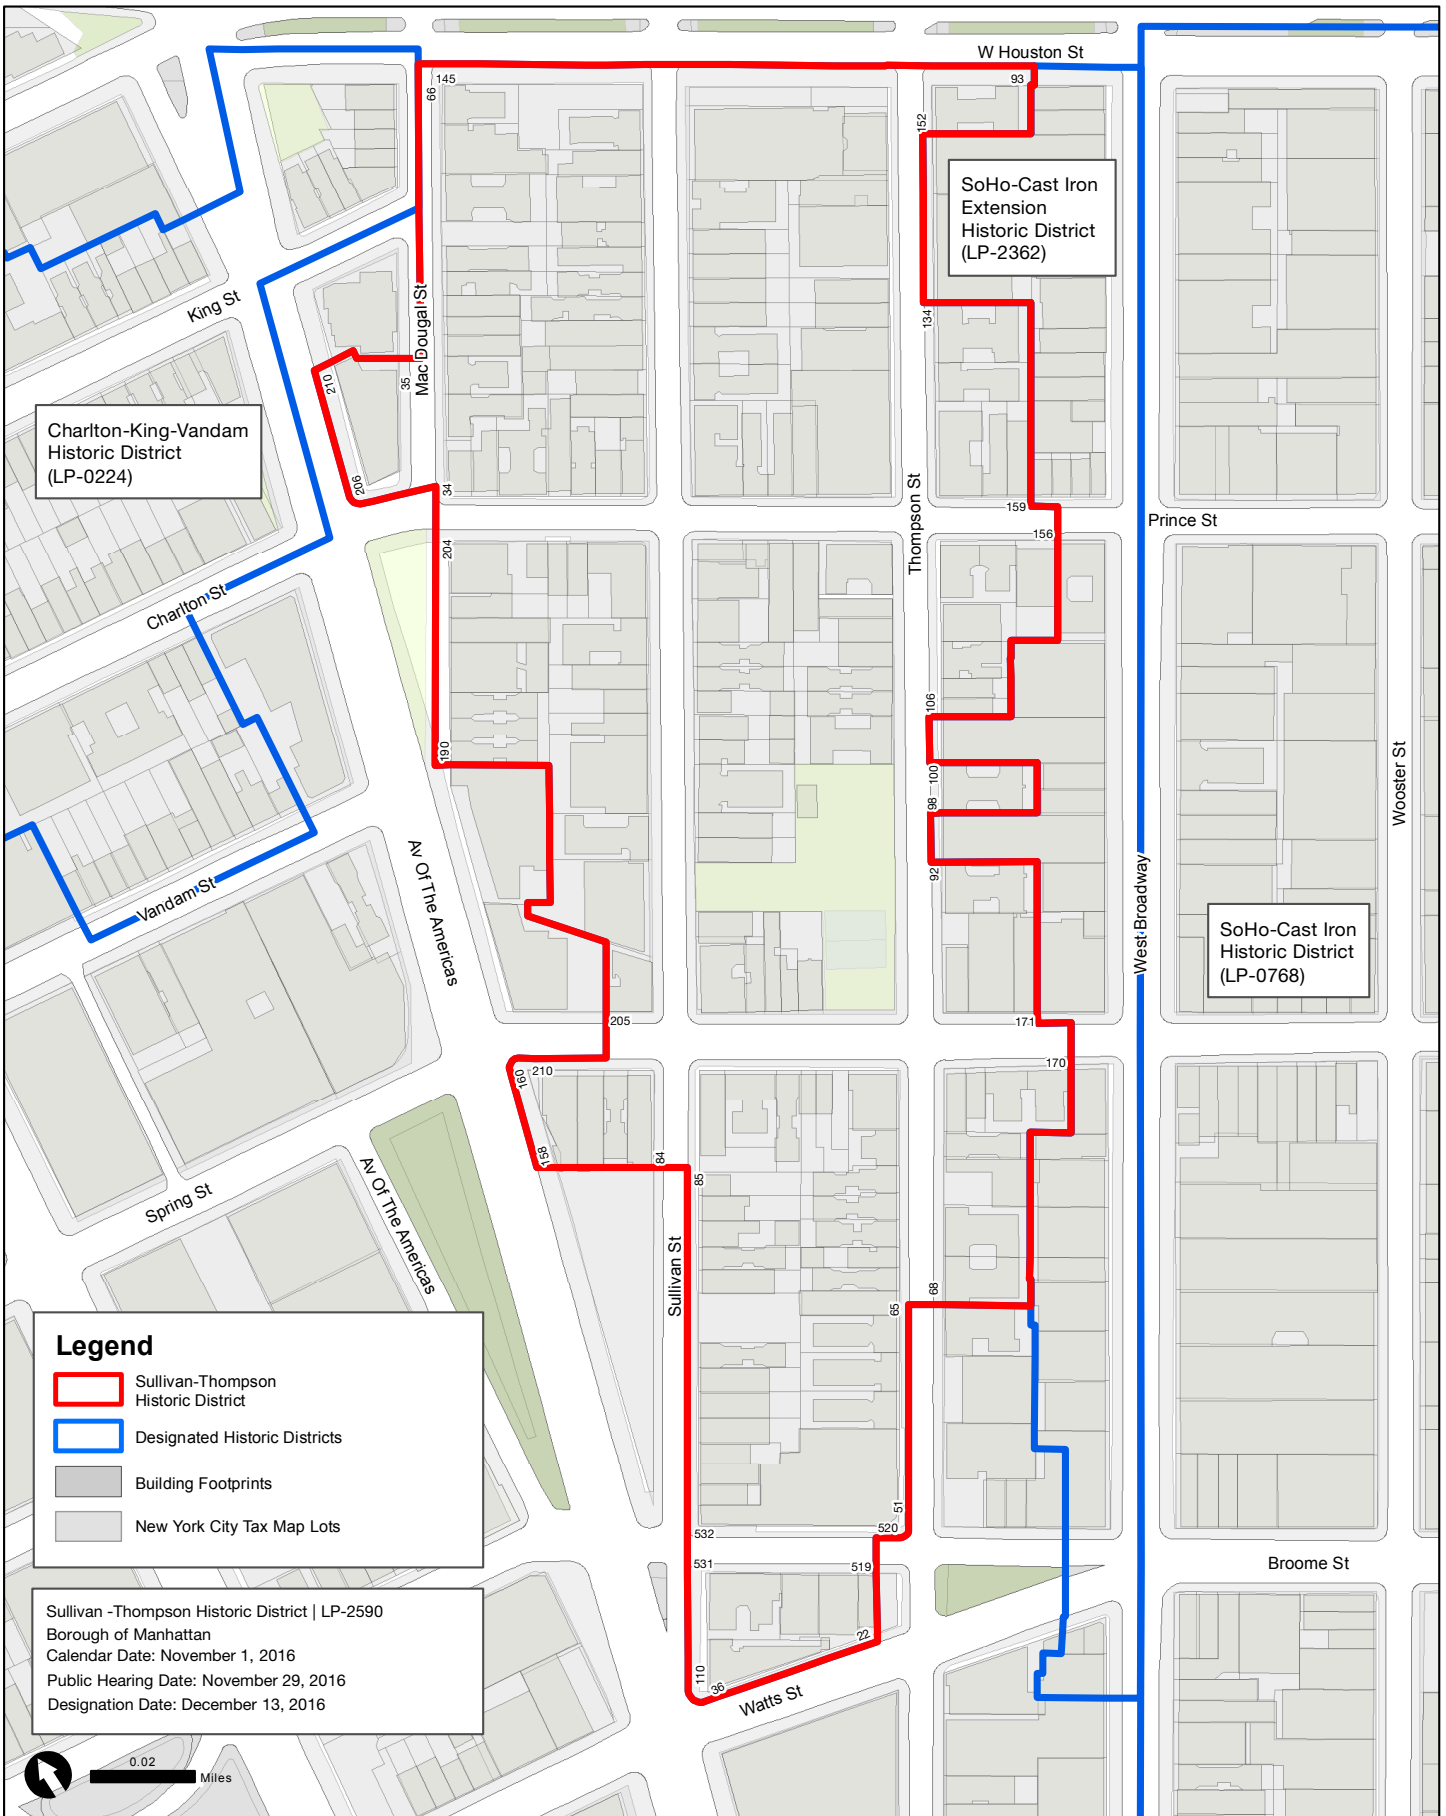 W Houston St
145
66
93
152
SoHo-Cast Iron
Extension
Historic District
(LP-2362)
King St
Mac Dougal St
134
210
35
Charlton-King-Vandam
Historic District
(LP-0224)
206
34
Thompson St
159
Prince St
156
204
Charlton St
106
190
Wooster St
100
98
Av Of The Americas
92
West Broadway
Vandam St
SoHo-Cast Iron
Historic District
(LP-0768)
205
171
210
160
170
158
84
85
Av Of The Americas
Spring St
Sullivan St
68
65
Legend
Sullivan-Thompson
Historic District
Designated Historic Districts
Building Footprints
New York City Tax Map Lots
51
520
532
531
519
Broome St
Sullivan -Thompson Historic District | LP-2590
Borough of Manhattan
Calendar Date: November 1, 2016
Public Hearing Date: November 29, 2016
Designation Date: December 13, 2016
22
110
36
Watts St
0.02
Miles